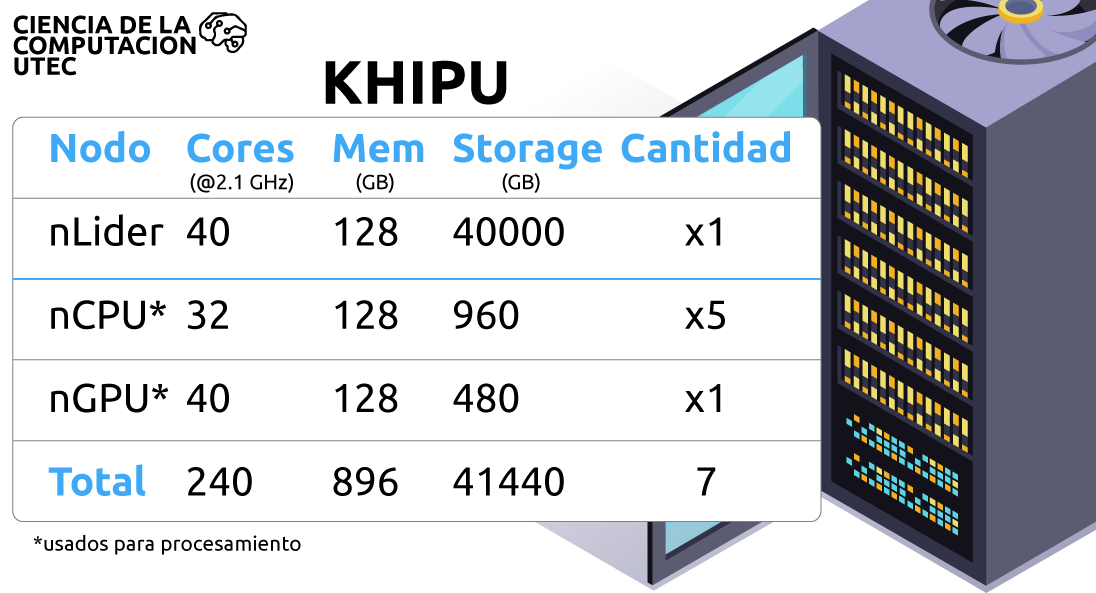 CIENCIA DE LA
COMPUTACION
UTEC
KHIPU
Nodo Cores Mem Storage Cantidad
(@2.1 GHz) (GB) (GB)
nLider 40 128 40000 x1
nCPU* 32 128 960 x5
nGPU* 40 128 480 x1
Total 240 896 41440 7
*usados para procesamiento